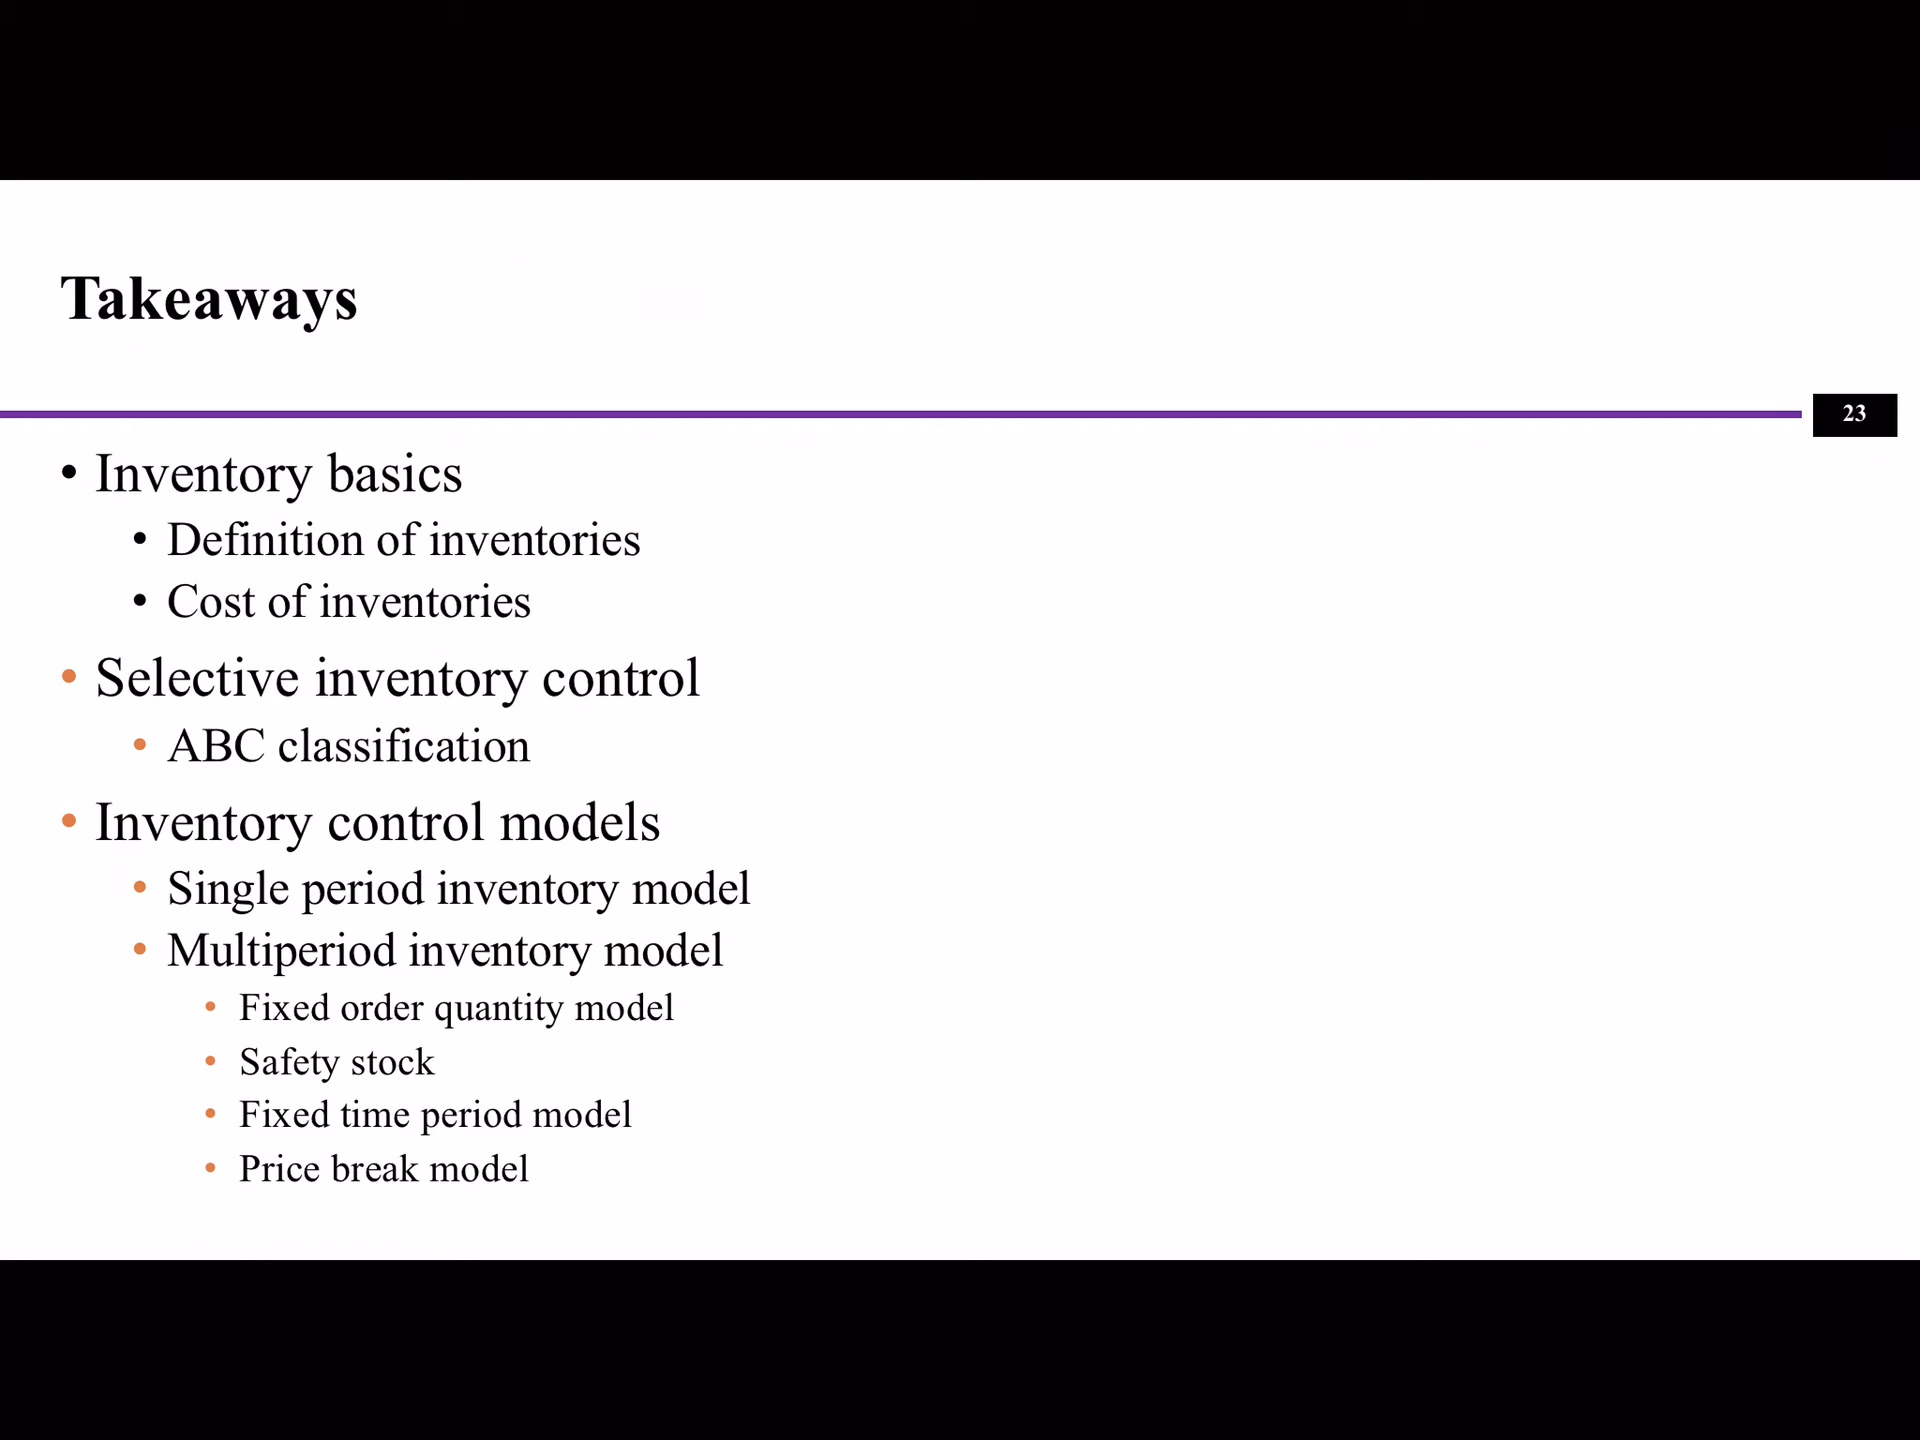 Takeaways
23
• Inventory basics
• Definition of inventories
• Cost of inventories
• Selective inventory control
• ABC classification
• Inventory control models
• Single period inventory model
• Multiperiod inventory model
• Fixed order quantity model
• Safety stock
• Fixed time period model
• Price break model